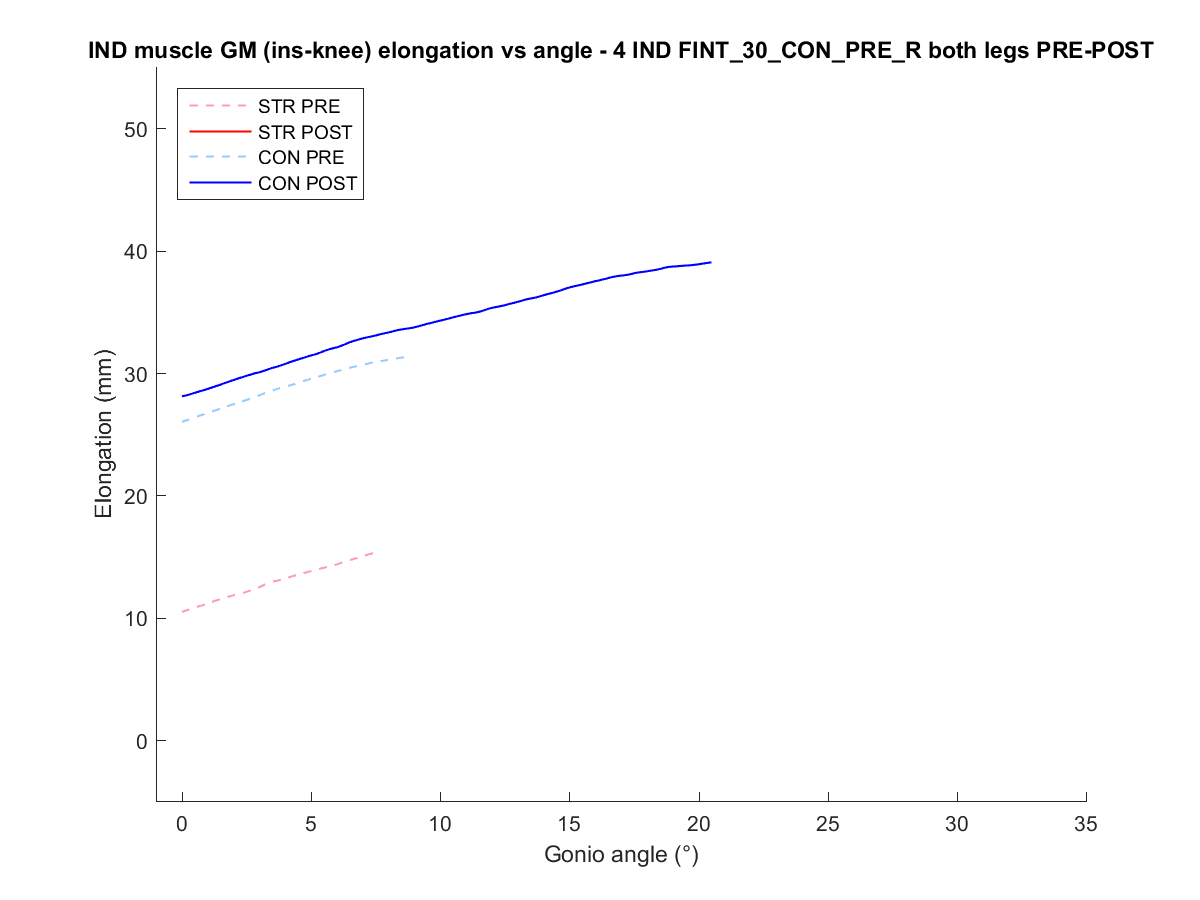 IND muscle GM (ins-knee) elongation vs angle - 4 IND FINT_30_CON_PRE_R both legs PRE-POST
STR PRE
STR POST
CON PRE
CON POST
50
40
30
20
10
0
Elongation (mm)
0 5 10 15 20 25 30 35
Gonio angle (°)